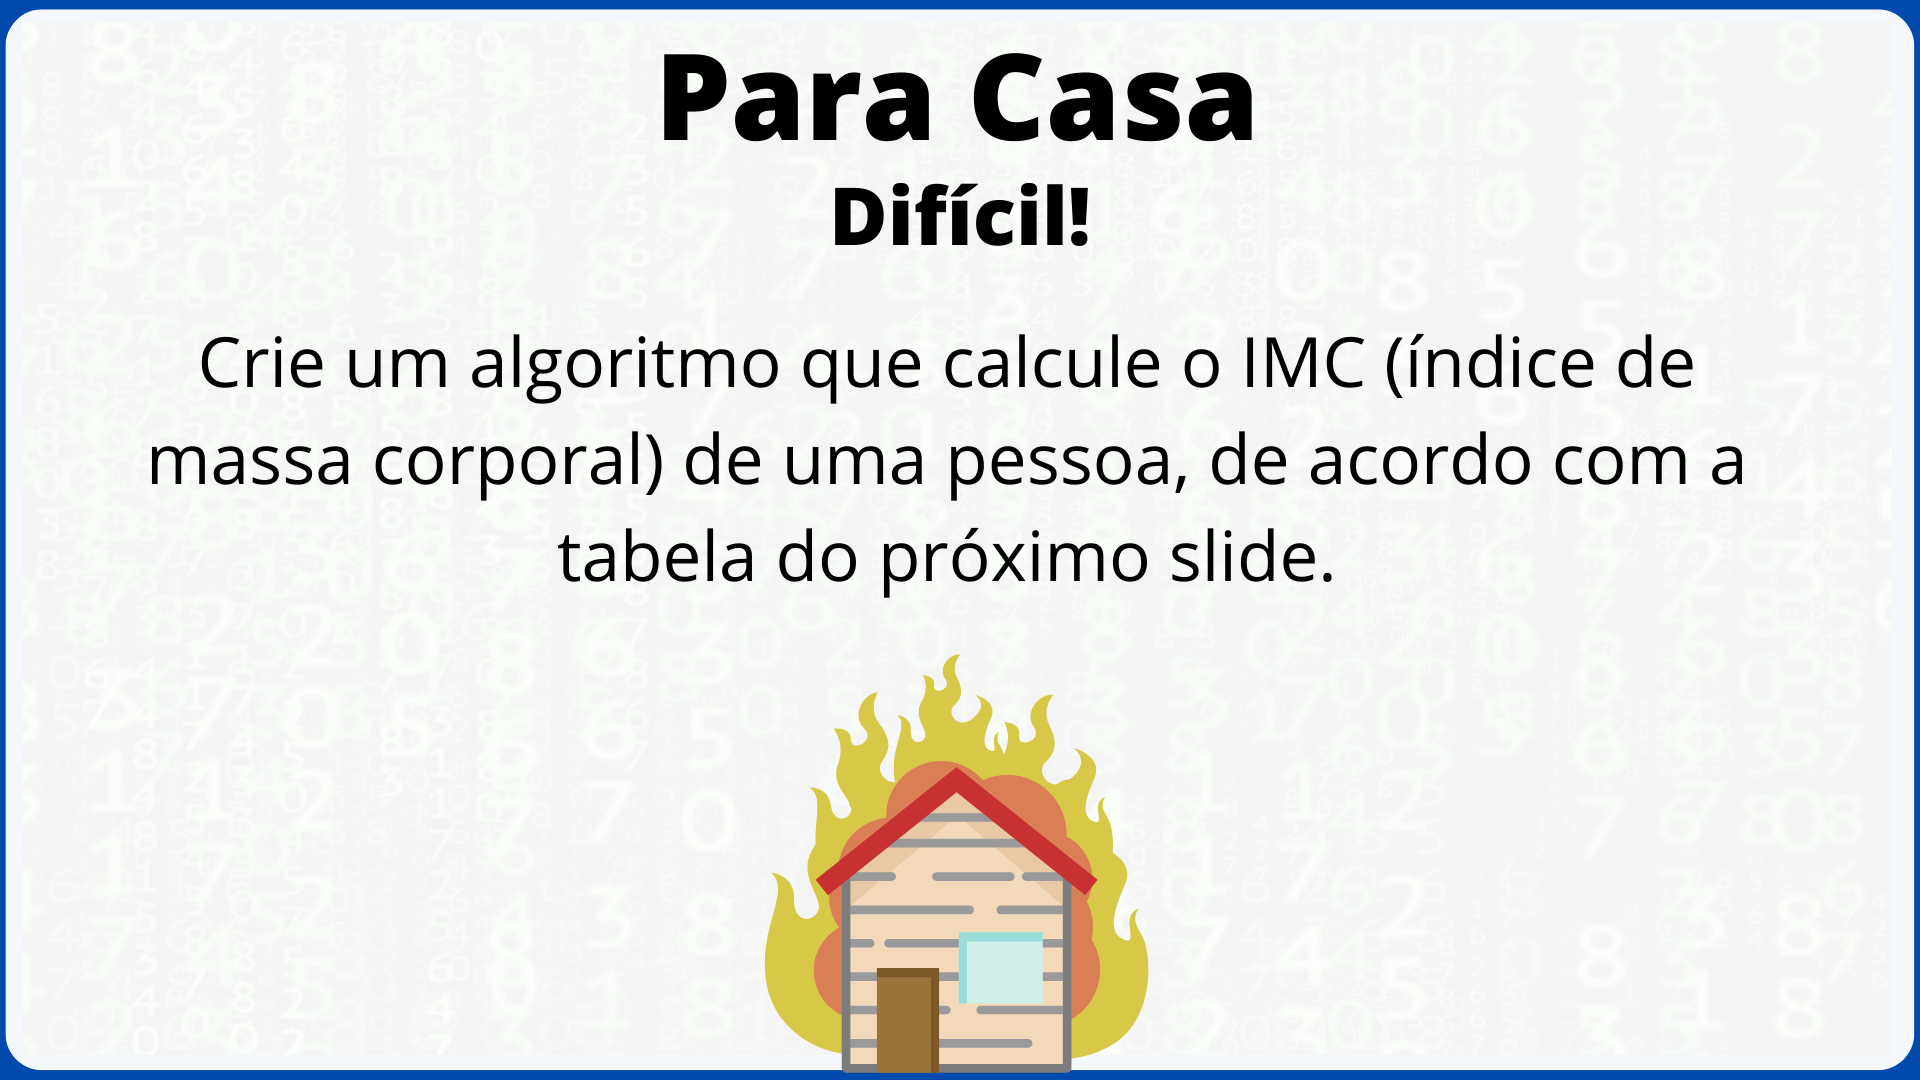 Para Casa
Difícil!
Crie um algoritmo que calcule o IMC (índice de
massa corporal) de uma pessoa, de acordo com a
tabela do próximo slide.